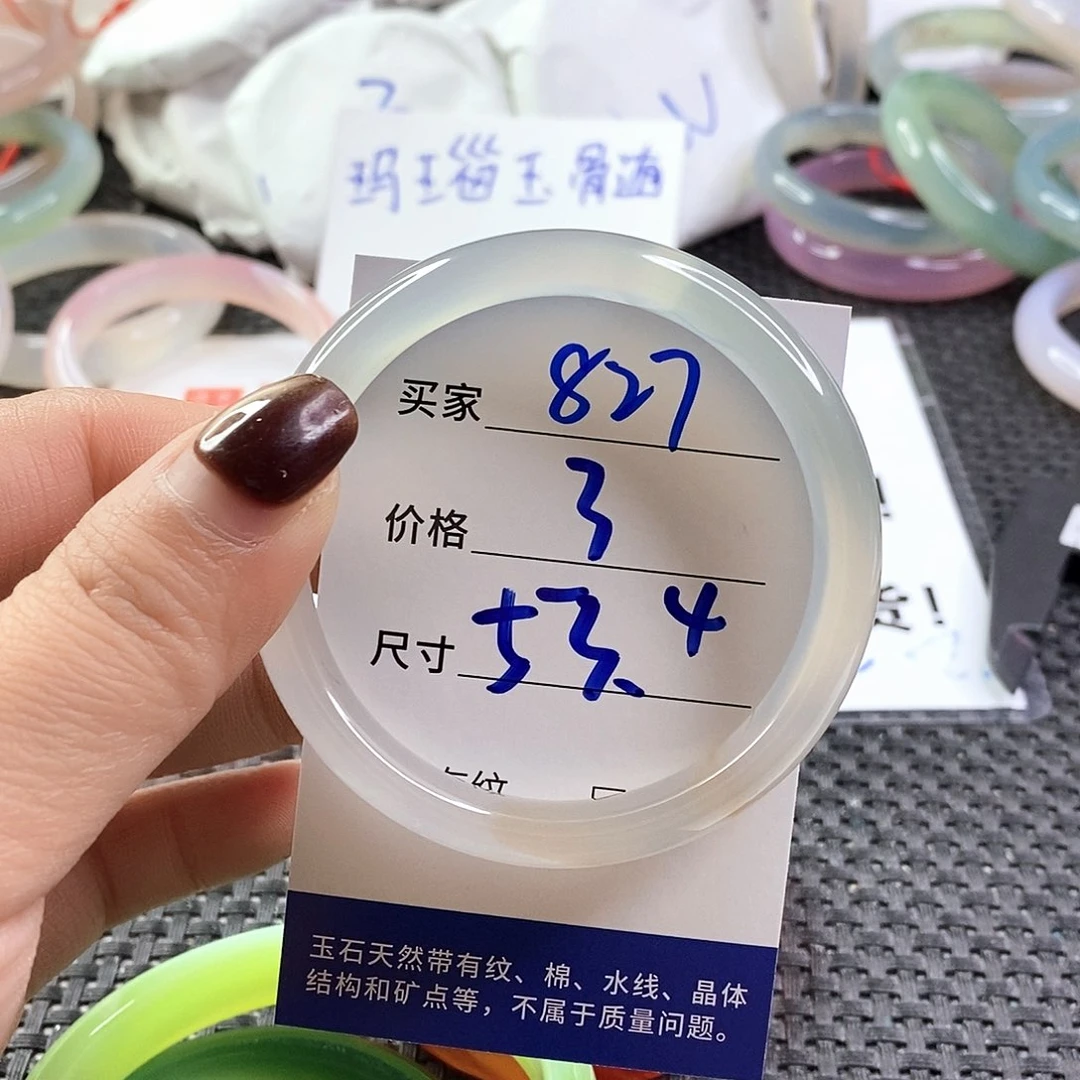 玛瑙玉骨髓
买家 827
价格 3
尺寸 53.4
纹
玉石天然带有纹、棉、水线、晶体
结构和矿点等，不属于质量问题。